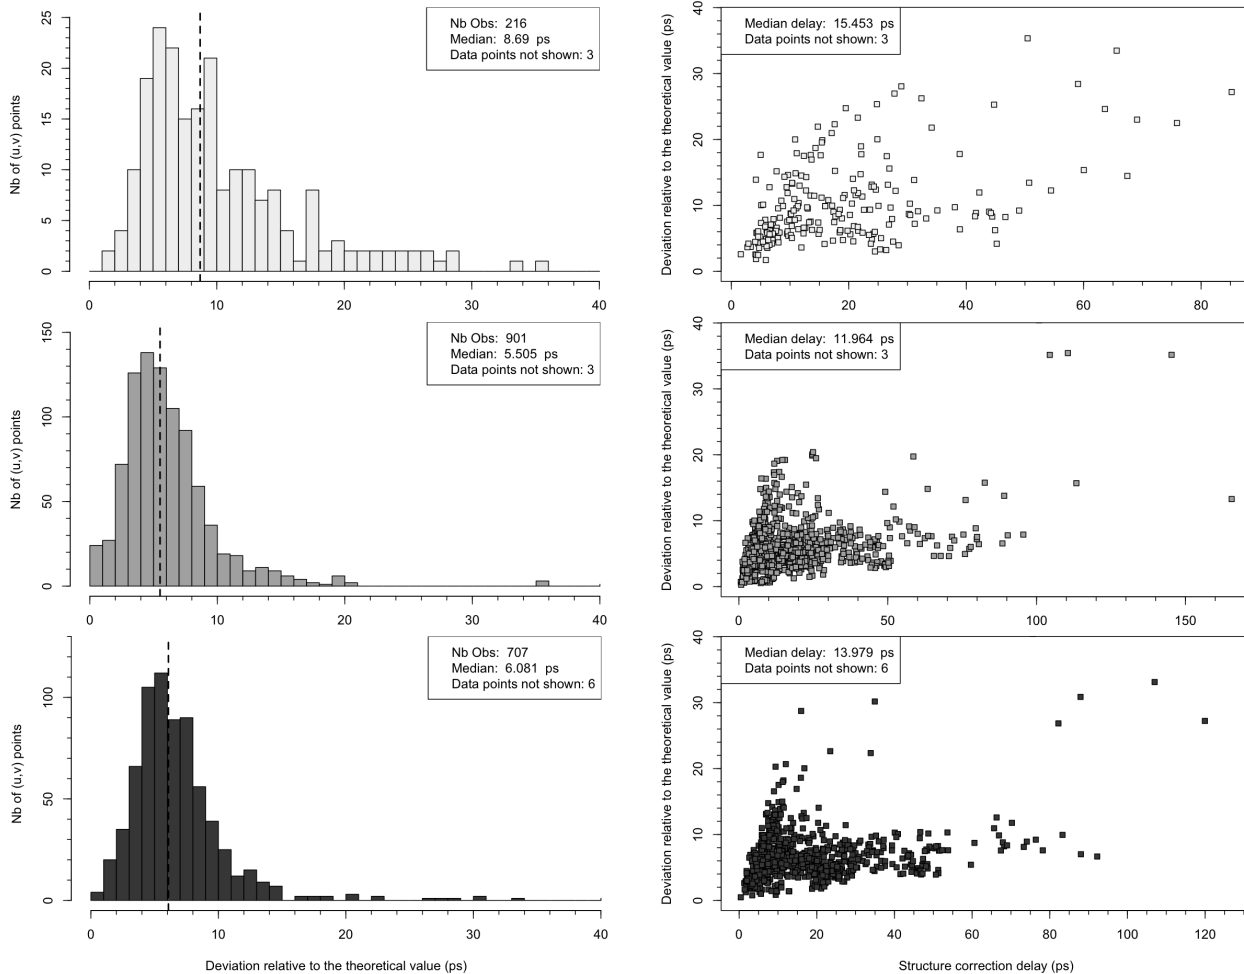 Nb Obs: 216
Median: 8.69 ps
Data points not shown: 3
Nb of (u,v) points
0 5 10 15 20 25
0 10 20 30 40
Median delay: 15.453 ps
Data points not shown: 3
Deviation relative to the theoretical value (ps)
0 10 20 30 40
0 20 40 60 80
Nb Obs: 901
Median: 5.505 ps
Data points not shown: 3
Nb of (u,v) points
0 50 100 150
0 10 20 30 40
Median delay: 11.964 ps
Data points not shown: 3
Deviation relative to the theoretical value (ps)
0 10 20 30 40
0 50 100 150
Nb Obs: 707
Median: 6.081 ps
Data points not shown: 6
Nb of (u,v) points
0 50 100
0 10 20 30 40
Deviation relative to the theoretical value (ps)
Median delay: 13.979 ps
Data points not shown: 6
Deviation relative to the theoretical value (ps)
0 10 20 30 40
0 20 40 60 80 100 120
Structure correction delay (ps)